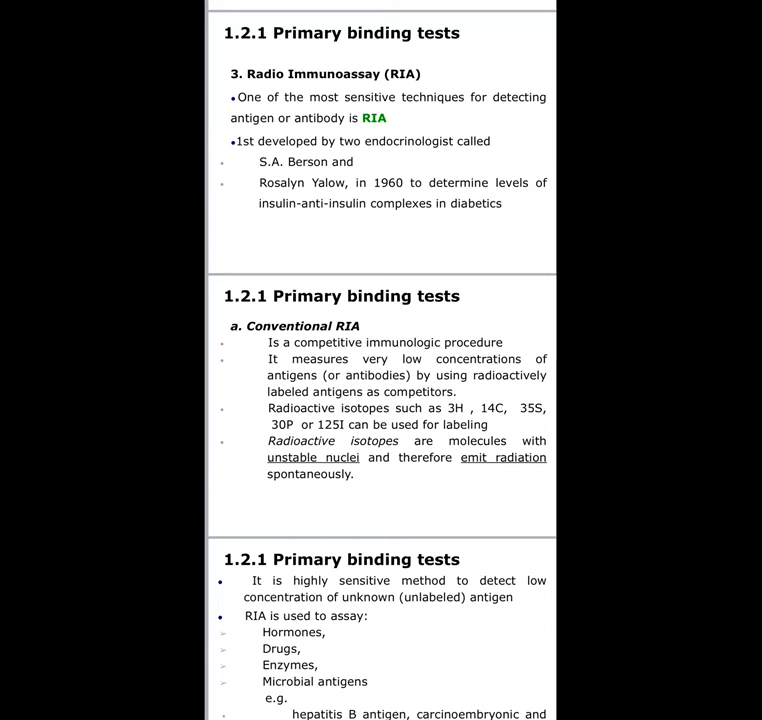 1.2.1 Primary binding tests
3. Radio Immunoassay (RIA)
•One of the most sensitive techniques for detecting
antigen or antibody is RIA
•1st developed by two endocrinologist called
• S.A. Berson and
• Rosalyn Yalow, in 1960 to determine levels of
insulin-anti-insulin complexes in diabetics
1.2.1 Primary binding tests
a. Conventional RIA
• Is a competitive immunologic procedure
• It measures very low concentrations of
antigens (or antibodies) by using radioactively
labeled antigens as competitors.
• Radioactive isotopes such as 3H , 14C, 35S,
30P or 125I can be used for labeling
• Radioactive isotopes are molecules with
unstable nuclei and therefore emit radiation
spontaneously.
1.2.1 Primary binding tests
• It is highly sensitive method to detect low
concentration of unknown (unlabeled) antigen
• RIA is used to assay:
➢ Hormones,
➢ Drugs,
➢ Enzymes,
➢ Microbial antigens
e.g.
• hepatitis B antigen, carcinoembryonic and